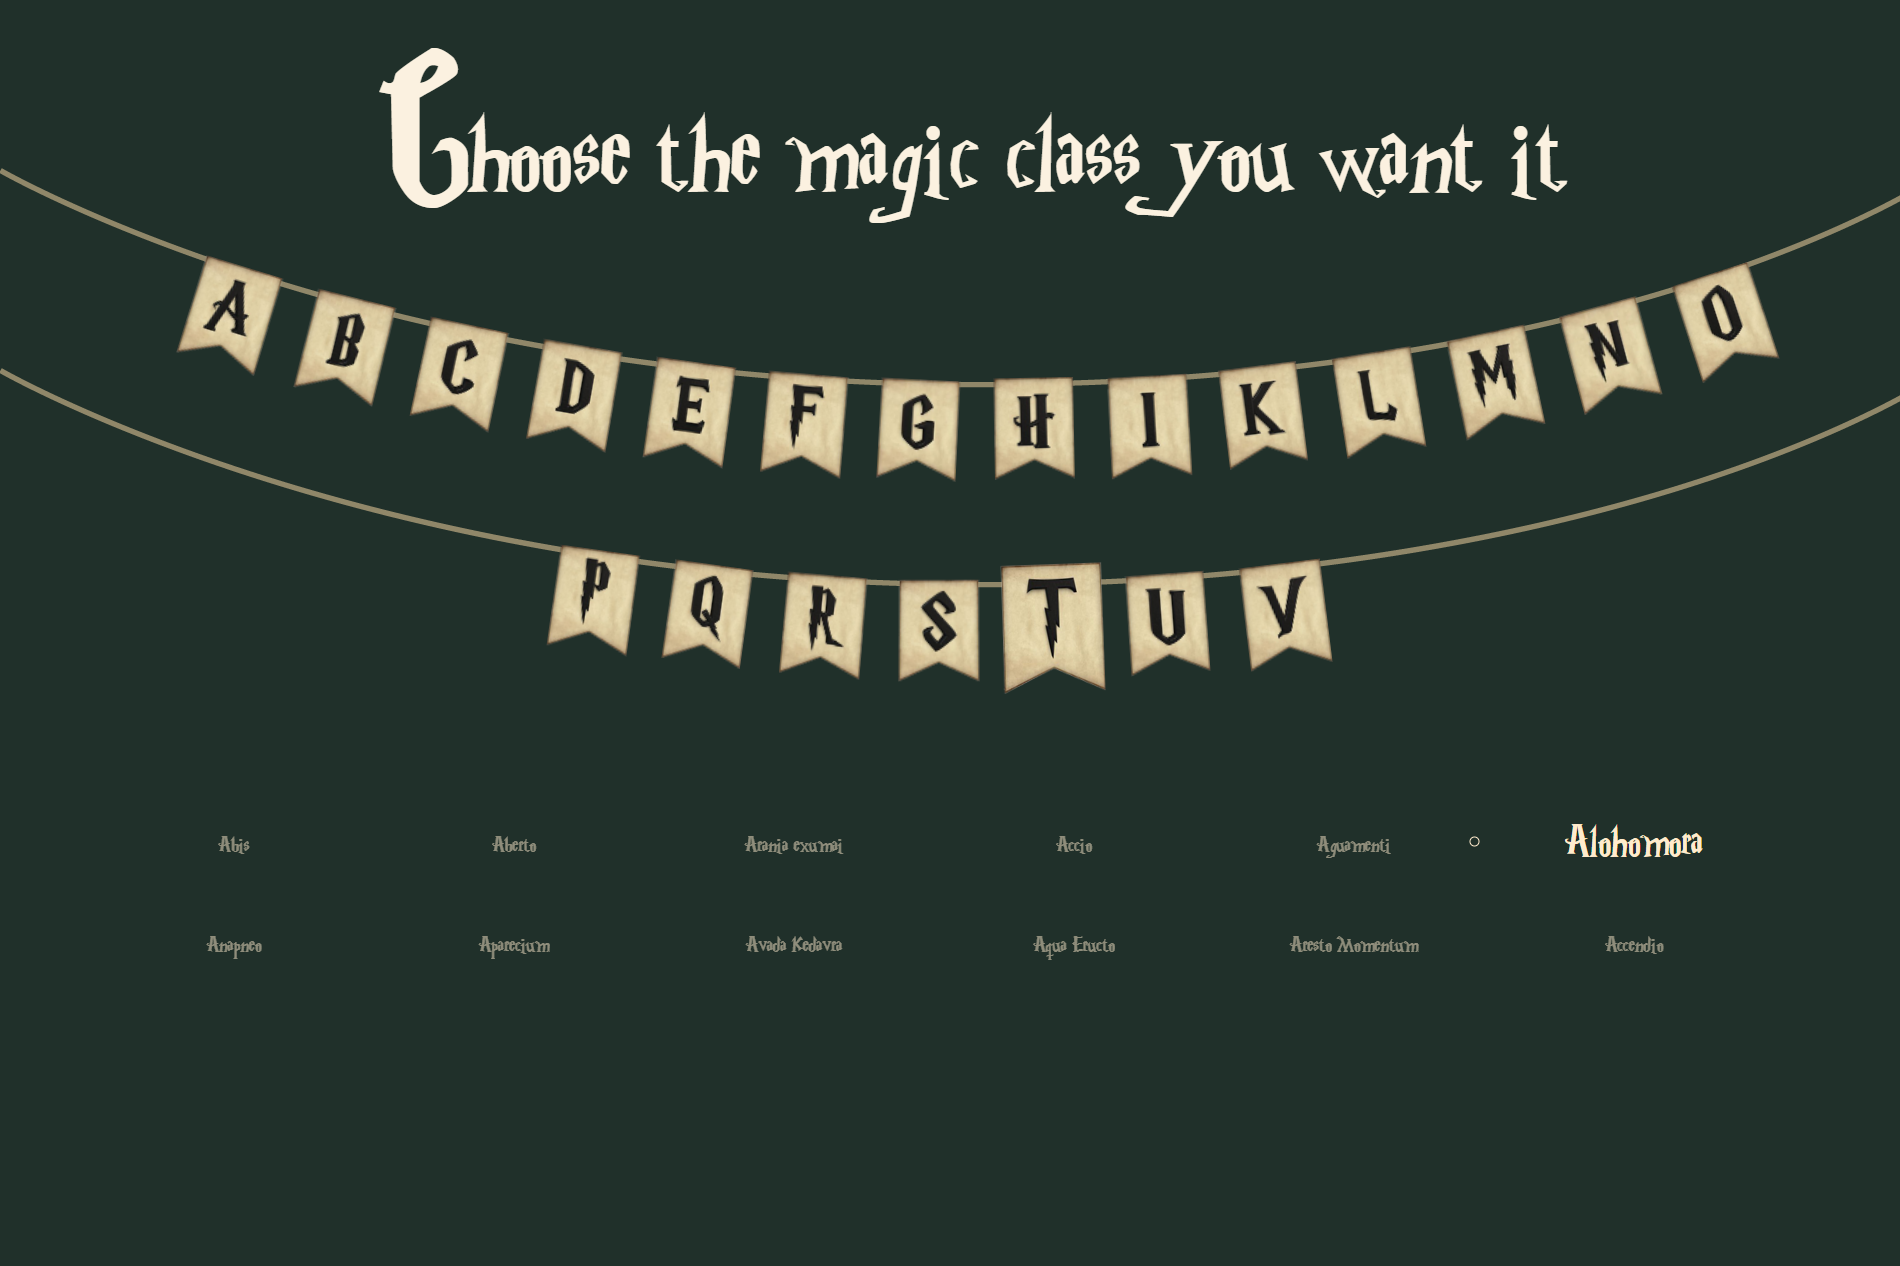 Choose the magic class you want it
A B C D E F G H I K L M N O
P Q R S T U V
Abis Aberto Arania exumai Accio Aguamenti Alohomora
Anapneo Aparecium Avada Kedavra Aqua Eructo Aresto Momentum Accendio